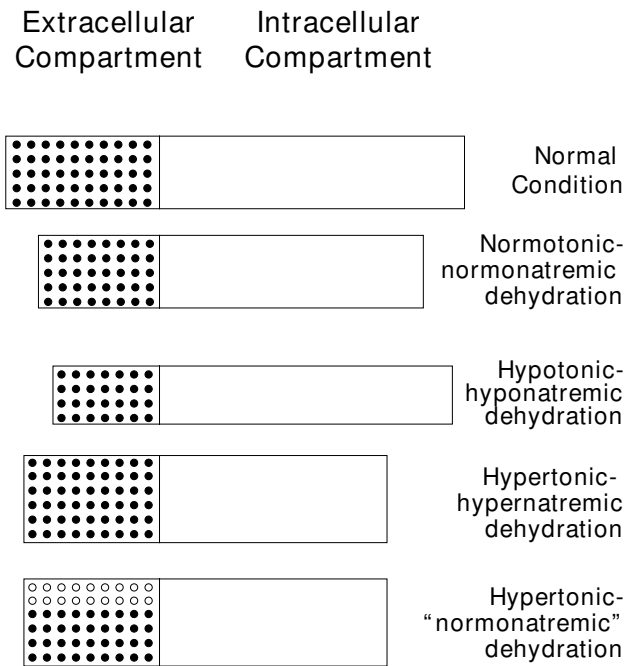 Extracellular Compartment
Intracellular Compartment
Normal
Condition
Normotonic-
normonatremic
dehydration
Hypotonic-
hyponatremic
dehydration
Hypertonic-
hypernatremic
dehydration
Hypertonic-
“normonatremic”
dehydration